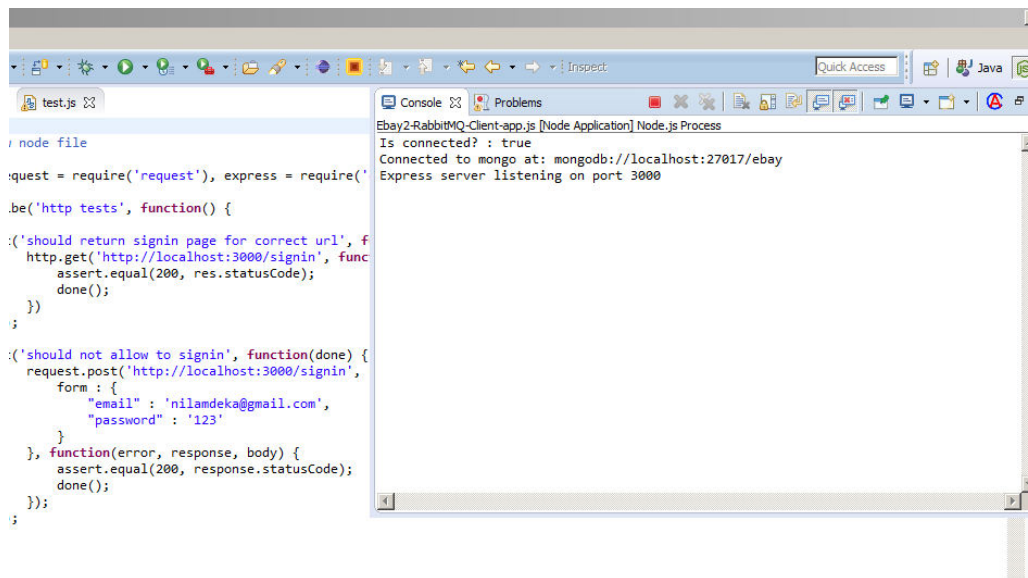 Inspect
Quick Access
Java
test.js
Console
Problems
Ebay2-RabbitMQ-Client-app.js [Node Application] Node.js Process
Is connected? : true
Connected to mongo at: mongodb://localhost:27017/ebay
Express server listening on port 3000
node file
equest = require('request'), express = require('
be('http tests', function() {
('should return signin page for correct url', f
http.get('http://localhost:3000/signin', func
assert.equal(200, res.statusCode);
done();
})
;
('should not allow to signin', function(done) {
request.post('http://localhost:3000/signin',
form : {
"email" : 'nilamdeka@gmail.com',
"password" : '123'
}
}, function(error, response, body) {
assert.equal(200, response.statusCode);
done();
});
;